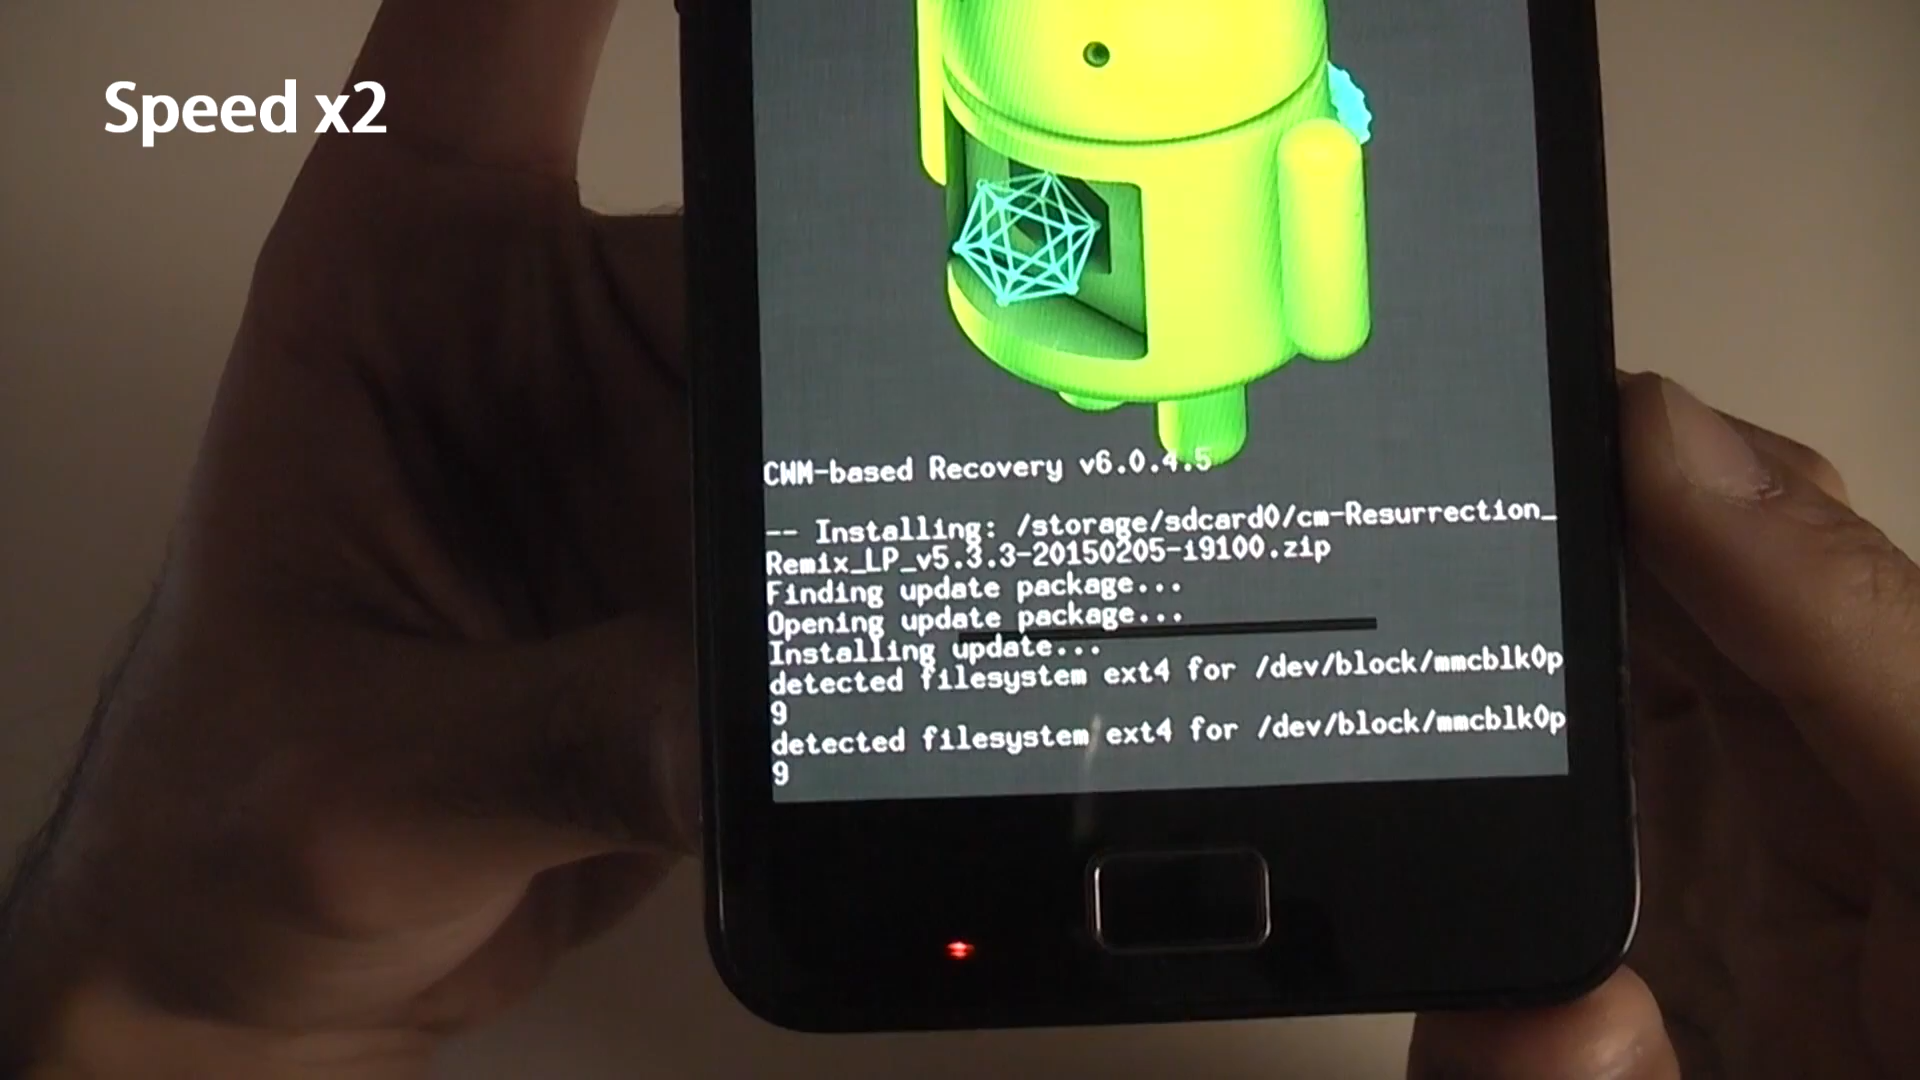 Speed x2
CWM-based Recovery v6.0.4.5
-- Installing: /storage/sdcard0/cm-Resurrection_
Remix_LP_v5.3.3-20150205-i9100.zip
Finding update package...
Opening update package...
Installing update...
detected filesystem ext4 for /dev/block/mmcblk0p
9
detected filesystem ext4 for /dev/block/mmcblk0p
9